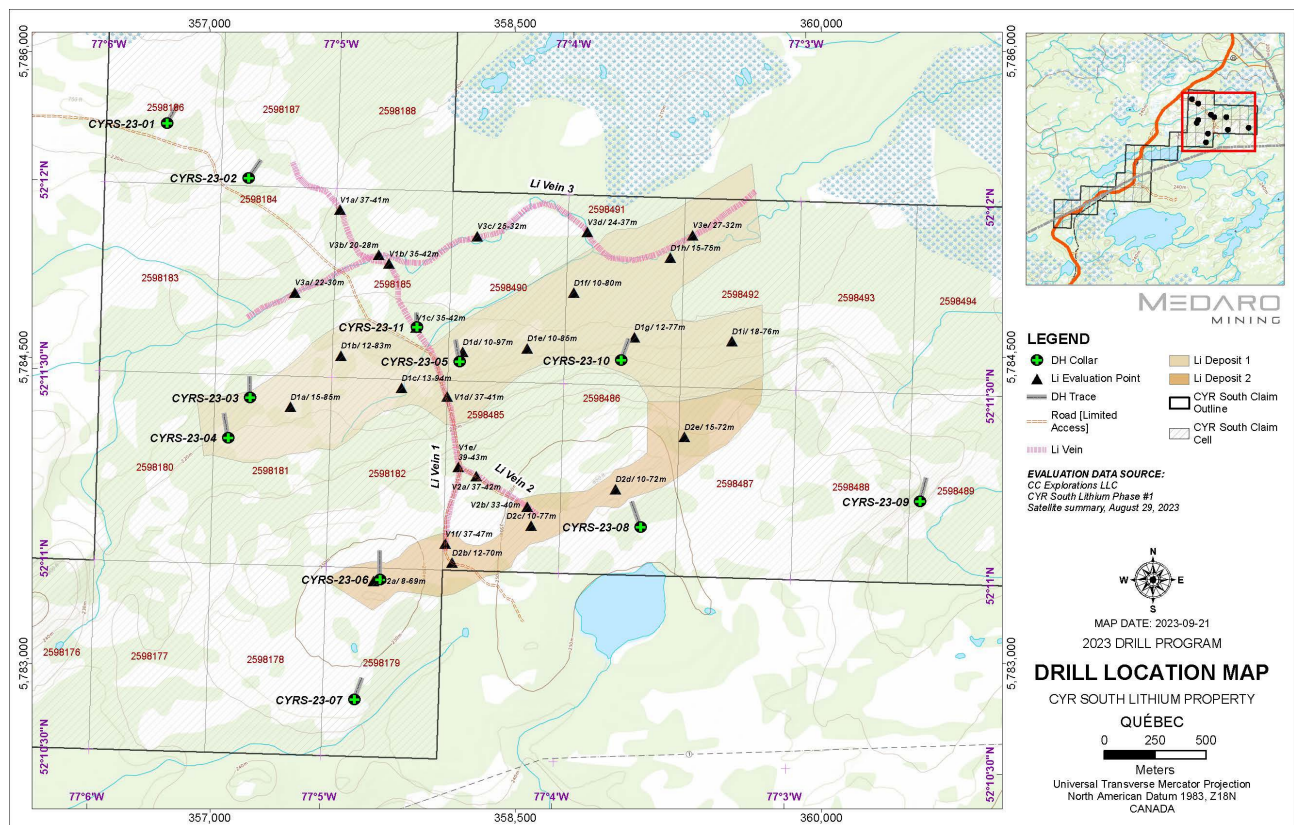 357,000
358,500
360,000
77°6'W
77°5'W
77°4'W
77°3'W
5,786,000
5,786,000
2598186
2598187
2598188
CYRS-23-01
CYRS-23-02
52°12'N
52°12'N
2598184
Li Vein 3
V1a/ 37-41m
2598491
V3c/ 25-32m
V3d/ 24-37m
V3e/ 27-32m
V3b/ 20-28m
V1b/ 35-42m
D1h/ 15-75m
2598183
V3a/ 22-30m
2598185
2598490
D1f/ 10-80m
2598492
2598493
2598494
V1c/ 35-42m
CYRS-23-11
D1g/ 12-77m
D1i/ 18-76m
D1b/ 12-83m
D1d/ 10-97m
D1e/ 10-85m
CYRS-23-05
CYRS-23-10
5,784,500
5,784,500
52°11'30"N
52°11'30"N
D1c/ 13-94m
CYRS-23-03
D1a/ 15-85m
V1d/ 37-41m
2598486
2598485
CYRS-23-04
D2e/ 15-72m
V1e/
39-43m
2598180
2598181
2598182
Li Vein 1
Li Vein 2
V2a/ 37-42m
D2d/ 10-72m
2598487
2598488
2598489
CYRS-23-09
V2b/ 33-40m
D2c/ 10-77m
CYRS-23-08
V1f/ 37-47m
D2b/ 12-70m
52°11'N
52°11'N
CYRS-23-06
D2a/ 8-69m
2598176
2598177
2598178
2598179
5,783,000
5,783,000
CYRS-23-07
52°10'30"N
52°10'30"N
77°6'W
77°5'W
77°4'W
77°3'W
357,000
358,500
360,000
MEDARO
MINING
LEGEND
DH Collar
Li Evaluation Point
DH Trace
Road [Limited
Access]
Li Vein
Li Deposit 1
Li Deposit 2
CYR South Claim
Outline
CYR South Claim
Cell
EVALUATION DATA SOURCE:
CC Explorations LLC
CYR South Lithium Phase #1
Satellite summary, August 29, 2023
N
W
E
S
MAP DATE: 2023-09-21
2023 DRILL PROGRAM
DRILL LOCATION MAP
CYR SOUTH LITHIUM PROPERTY
QUÉBEC
0 250 500
Meters
Universal Transverse Mercator Projection
North American Datum 1983, Z18N
CANADA